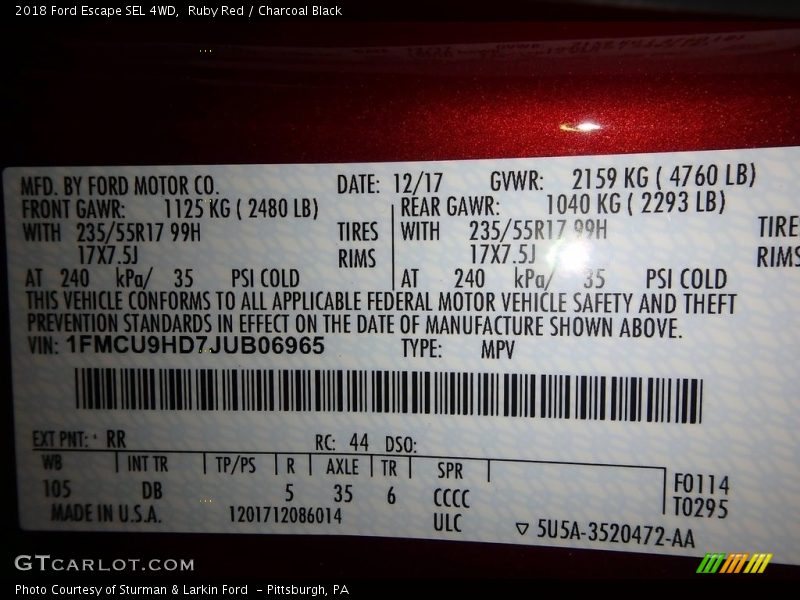 2018 Ford Escape SEL 4WD,  Ruby Red / Charcoal Black
MFD. BY FORD MOTOR CO. DATE: 12/17 GVWR: 2159 KG ( 4760 LB)
FRONT GAWR: 1125 KG ( 2480 LB) REAR GAWR: 1040 KG ( 2293 LB)
WITH 235/55R17 99H TIRES WITH 235/55R17 99H TIRE
17X7.5J RIMS 17X7.5J RIMS
AT 240 kPa/ 35 PSI COLD AT 240 kPa/ 35 PSI COLD
THIS VEHICLE CONFORMS TO ALL APPLICABLE FEDERAL MOTOR VEHICLE SAFETY AND THEFT
PREVENTION STANDARDS IN EFFECT ON THE DATE OF MANUFACTURE SHOWN ABOVE.
VIN: 1FMCU9HD7JUB06965 TYPE: MPV
EXT PNT: RR RC: 44 DSO:
WB INT TR TP/PS R AXLE TR SPR F0114
105 DB 5 35 6 CCCC T0295
MADE IN U.S.A. 1201712086014 ULC ▽ 5U5A-3520472-AA
GTCARLOT.COM
Photo Courtesy of Sturman & Larkin Ford  - Pittsburgh, PA